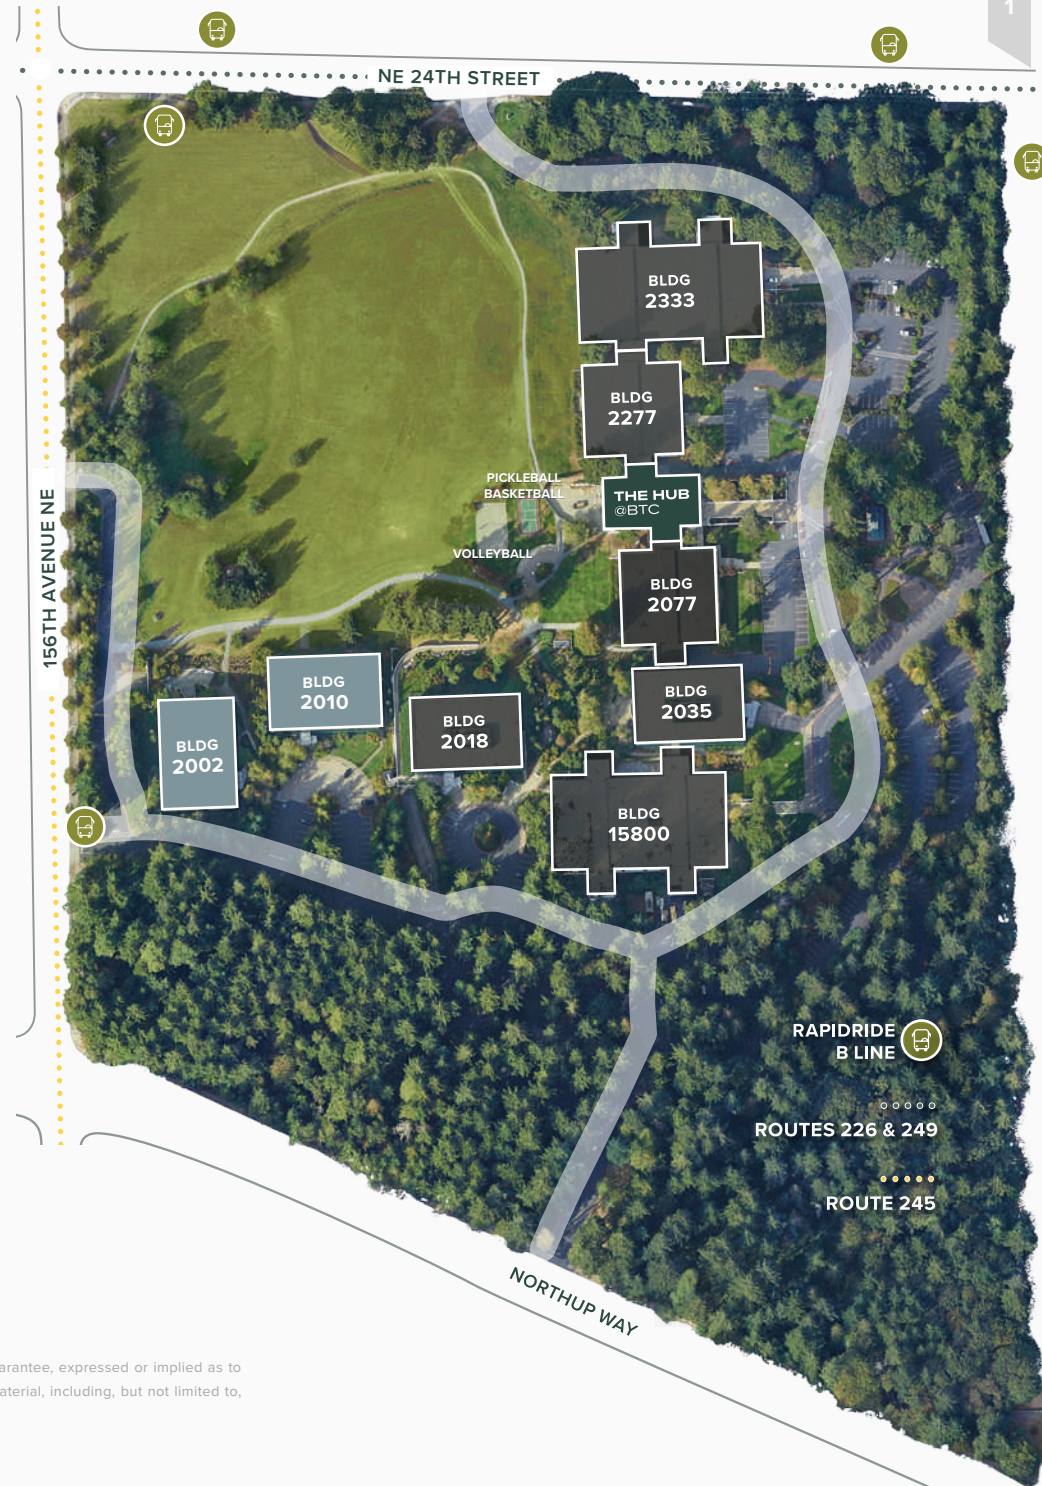 1
NE 24TH STREET
BLDG
2333
BLDG
2277
PICKLEBALL
BASKETBALL
THE HUB
@BTC
VOLLEYBALL
156TH AVENUE NE
BLDG
2077
BLDG
2010
BLDG
2035
BLDG
2018
BLDG
2002
BLDG
15800
RAPIDRIDE
B LINE
ROUTES 226 & 249
ROUTE 245
NORTHUP WAY
arantee, expressed or implied as to
aterial, including, but not limited to,